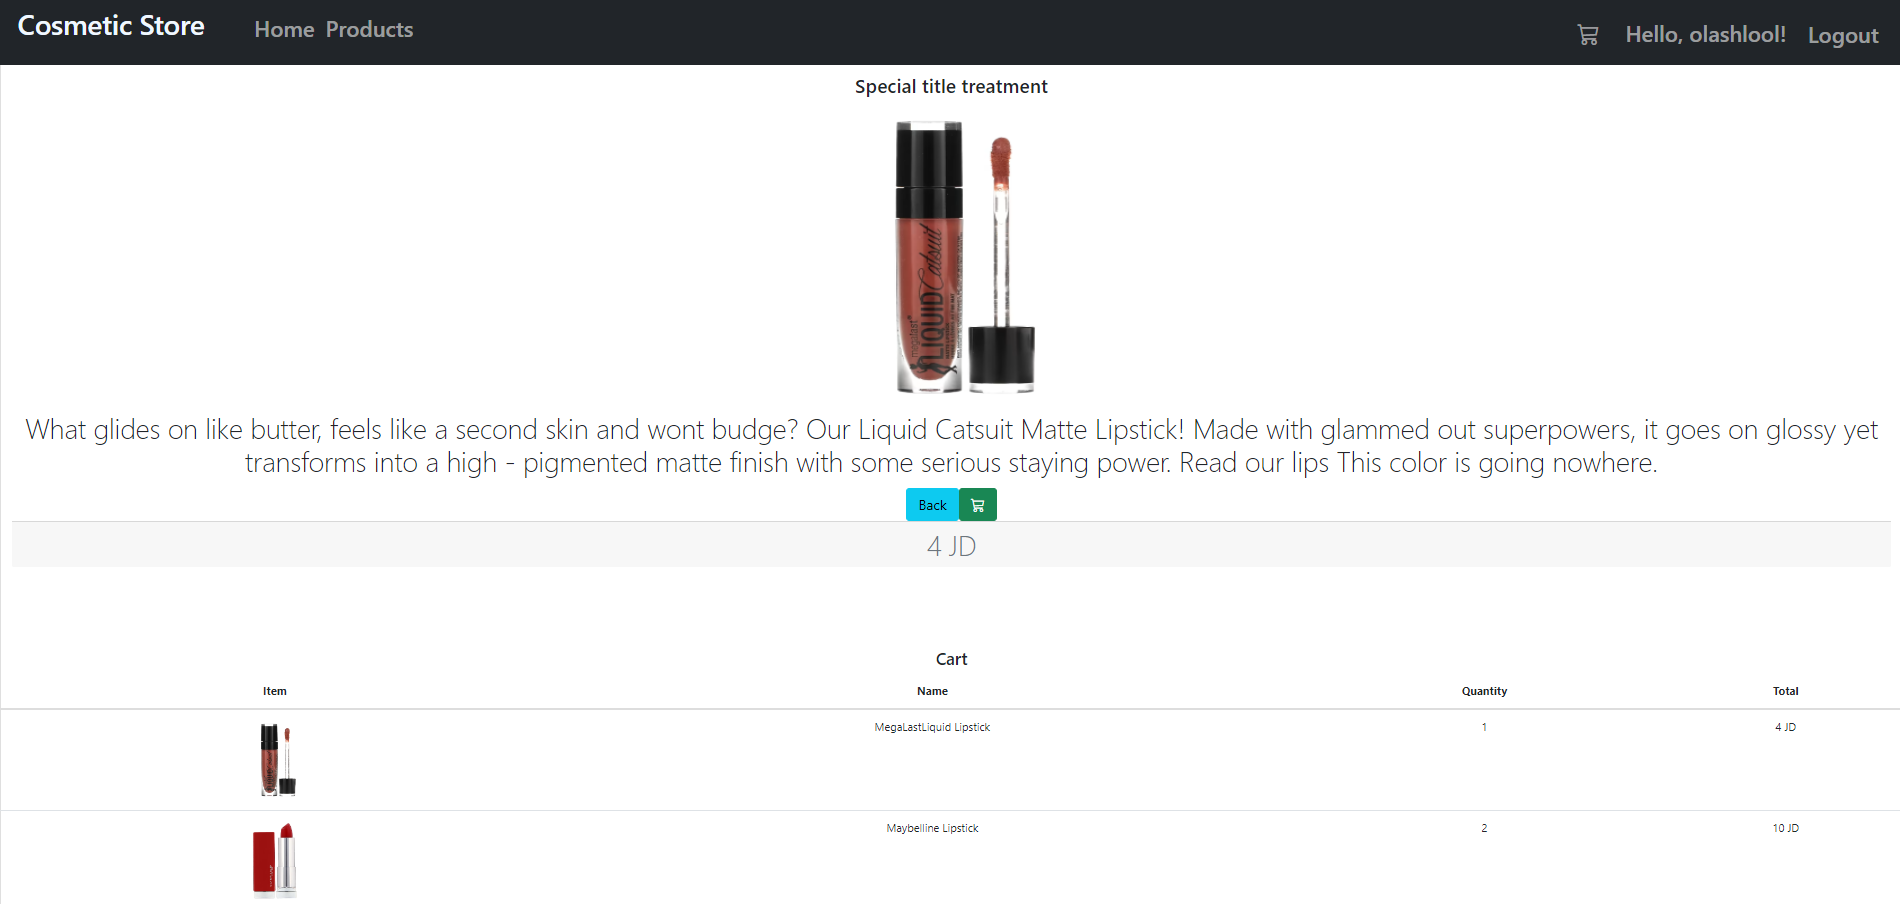 Cosmetic Store Home Products Hello, olashlool! Logout
Special title treatment
megalast
LIQUID Catsuit
What glides on like butter, feels like a second skin and wont budge? Our Liquid Catsuit Matte Lipstick! Made with glammed out superpowers, it goes on glossy yet
transforms into a high - pigmented matte finish with some serious staying power. Read our lips This color is going nowhere.
Back
4 JD
Cart
Item Name Quantity Total
MegaLastLiquid Lipstick 1 4 JD
Maybelline Lipstick 2 10 JD